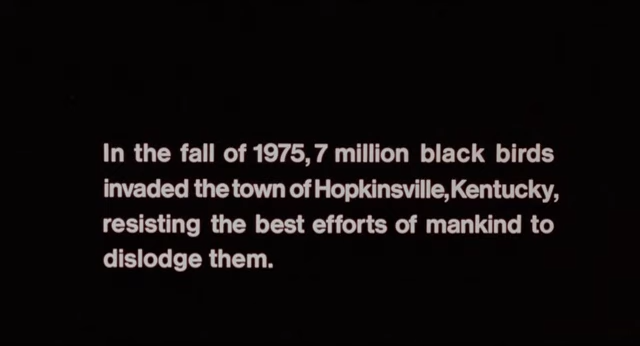 In the fall of 1975, 7 million black birds
invaded the town of Hopkinsville, Kentucky,
resisting the best efforts of mankind to
dislodge them.